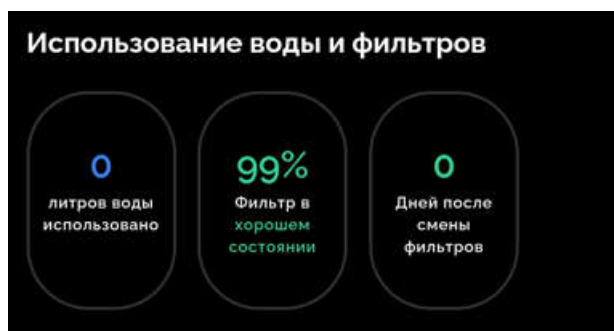 Использование воды и фильтров
0
литров воды
использовано
99%
Фильтр в
хорошем
состоянии
0
Дней после
смены
фильтров